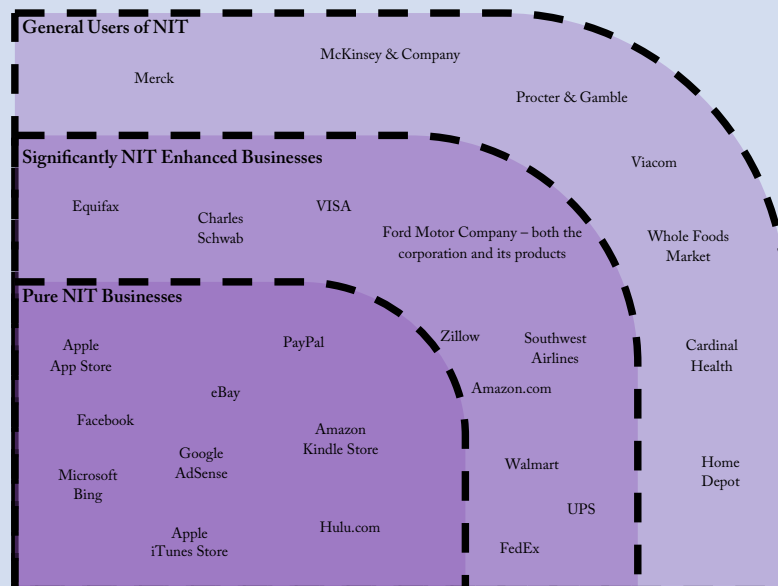 General Users of NIT
McKinsey & Company
Merck
Procter & Gamble
Viacom
Whole Foods
Market
Cardinal
Health
Home
Depot
Significantly NIT Enhanced Businesses
Equifax
Charles
Schwab
VISA
Ford Motor Company – both the
corporation and its products
Zillow
Southwest
Airlines
Amazon.com
Walmart
UPS
FedEx
Pure NIT Businesses
Apple
App Store
PayPal
eBay
Facebook
Amazon
Kindle Store
Google
AdSense
Microsoft
Bing
Apple
iTunes Store
Hulu.com